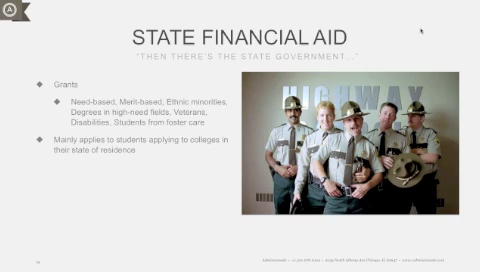 A
STATE FINANCIAL AID
"THEN THERE'S THE STATE GOVERNMENT..."
Grants
Need-based, Merit-based, Ethnic minorities,
Degrees in high-need fields, Veterans,
Disabilities, Students from foster care
Mainly applies to students applying to colleges in
their state of residence
HIGHWAY